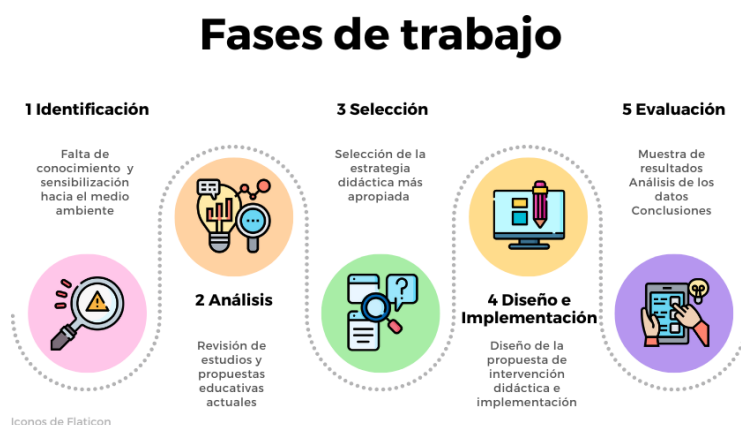 Fases de trabajo
1 Identificación
Falta de
conocimiento y
sensibilización
hacia el medio
ambiente
2 Análisis
Revisión de
estudios y
propuestas
educativas
actuales
3 Selección
Selección de la
estrategia
didáctica más
apropiada
4 Diseño e
Implementación
Diseño de la
propuesta de
intervención
didáctica e
implementación
5 Evaluación
Muestra de
resultados
Análisis de los
datos
Conclusiones
?
Iconos de Flaticon